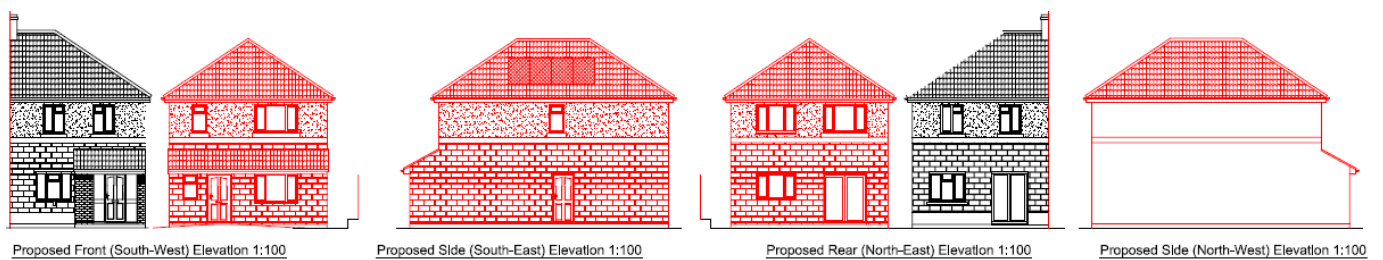 Proposed Front (South-West) Elevation 1:100
Proposed Side (South-East) Elevation 1:100
Proposed Rear (North-East) Elevation 1:100
Proposed Side (North-West) Elevation 1:100